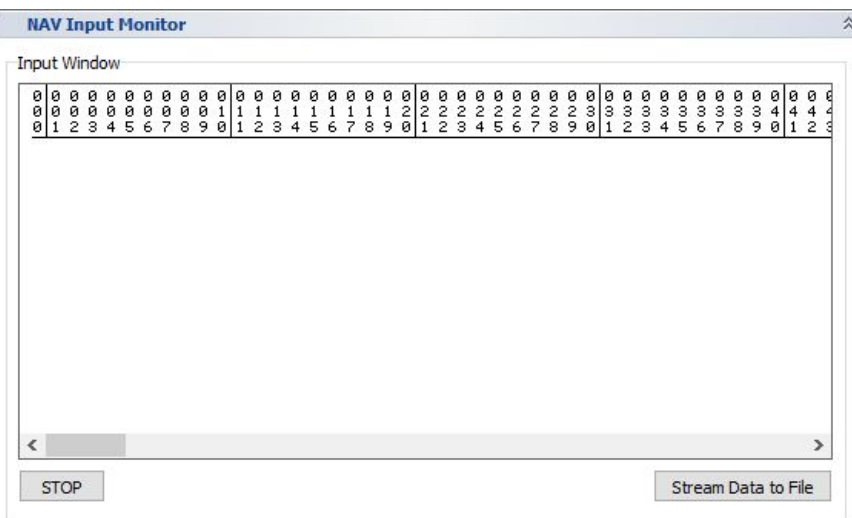 NAV Input Monitor
Input Window
0 0 0 0 0 0 0 0 0 0 0 0 0 0 0 0 0 0 0 0 0 0 0 0 0 0 0 0 0 0 0 0 0 0 0 0 0 0 0 0 0 0 0
0 0 0 0 0 0 0 0 0 0 1 1 1 1 1 1 1 1 1 1 2 2 2 2 2 2 2 2 2 2 3 3 3 3 3 3 3 3 3 3 4 4 4
0 1 2 3 4 5 6 7 8 9 0 1 2 3 4 5 6 7 8 9 0 1 2 3 4 5 6 7 8 9 0 1 2 3 4 5 6 7 8 9 0 1 2
STOP
Stream Data to File